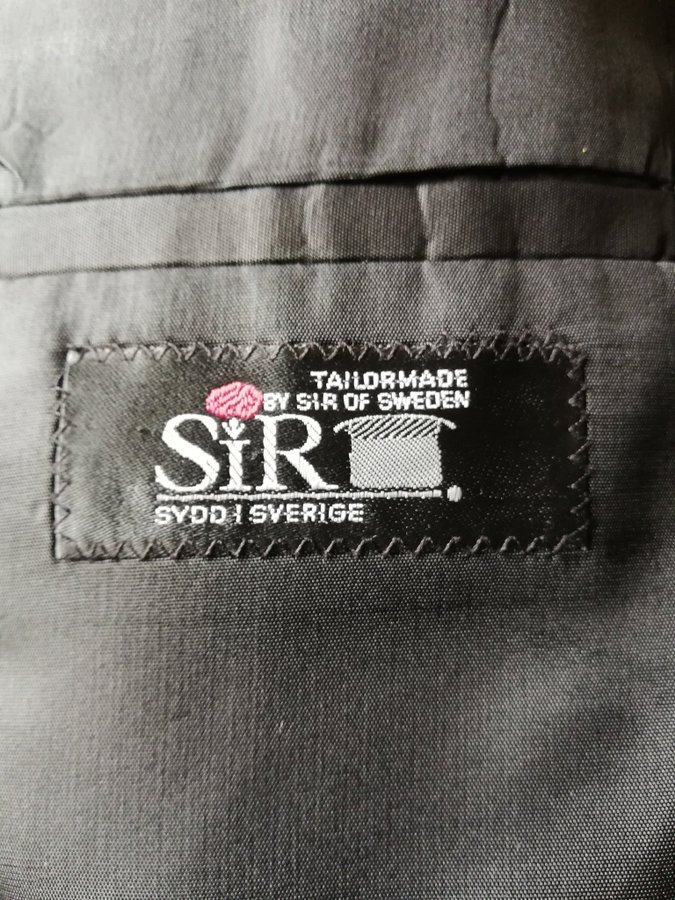 TAILORMADE
BY SIR OF SWEDEN
SiR
SYDD I SVERIGE